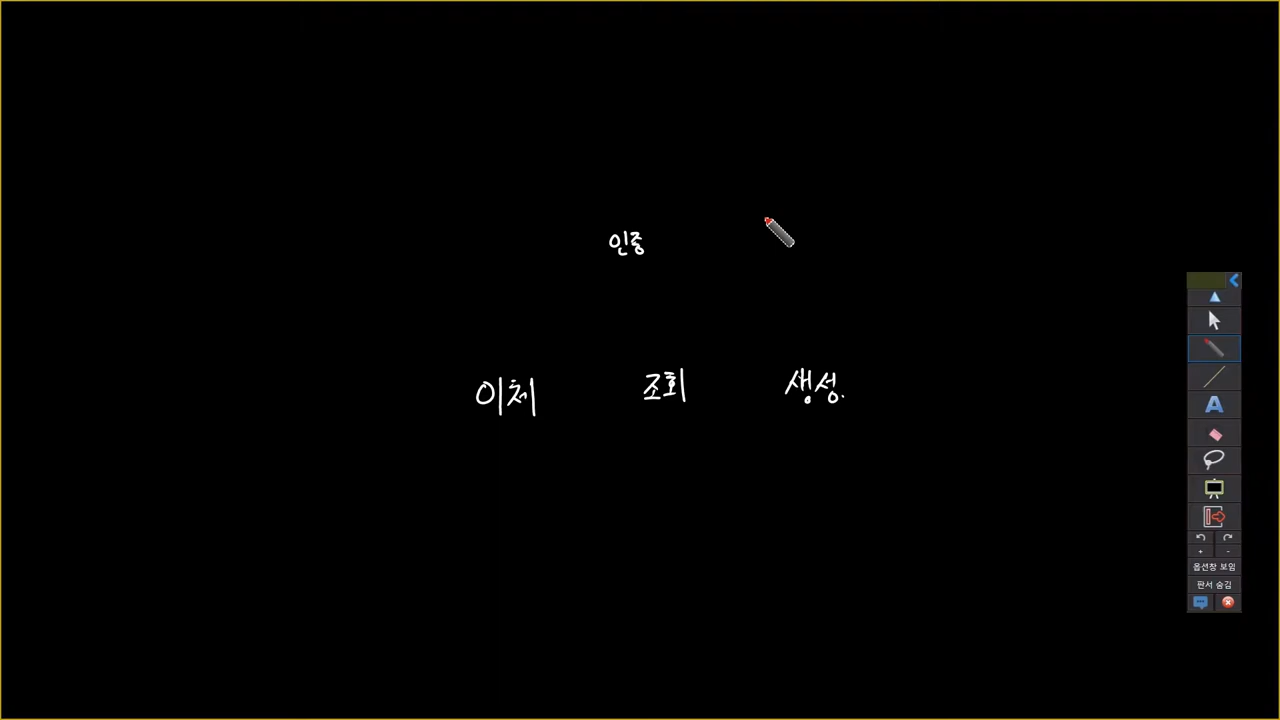 인증
이체 조회 생성.
A
+ -
옵션창 보임
판서 숨김